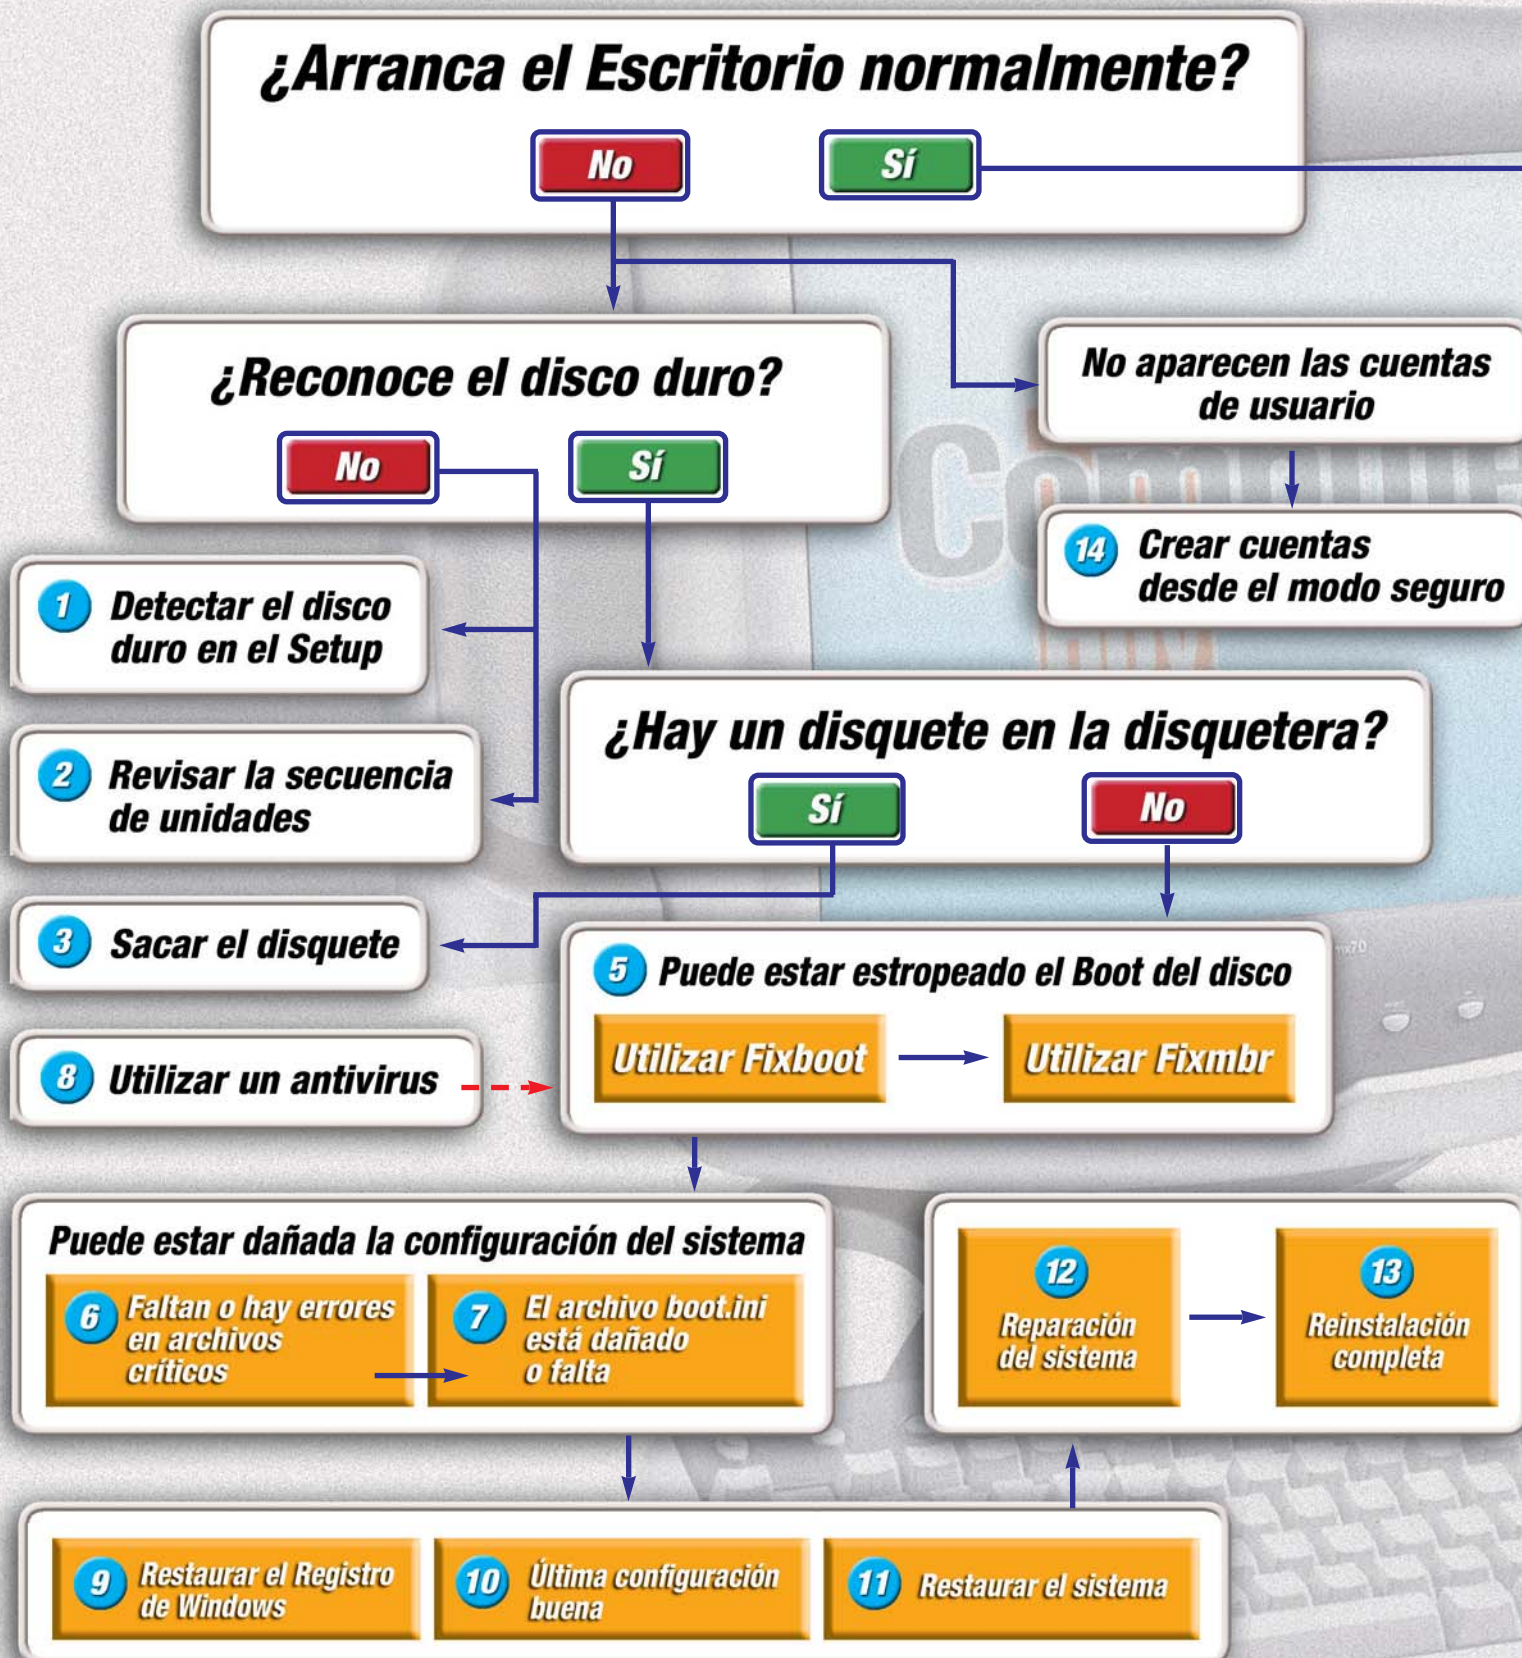 ¿Arranca el Escritorio normalmente?
No
Sí
¿Reconoce el disco duro?
No
Sí
No aparecen las cuentas
de usuario
14
Crear cuentas
desde el modo seguro
1
Detectar el disco
duro en el Setup
2
Revisar la secuencia
de unidades
¿Hay un disquete en la disquetera?
Sí
No
3
Sacar el disquete
5
Puede estar estropeado el Boot del disco
Utilizar Fixboot
Utilizar Fixmbr
8
Utilizar un antivirus
Puede estar dañada la configuración del sistema
6
Faltan o hay errores
en archivos
críticos
7
El archivo boot.ini
está dañado
o falta
12
Reparación
del sistema
13
Reinstalación
completa
9
Restaurar el Registro
de Windows
10
Última configuración
buena
11
Restaurar el sistema